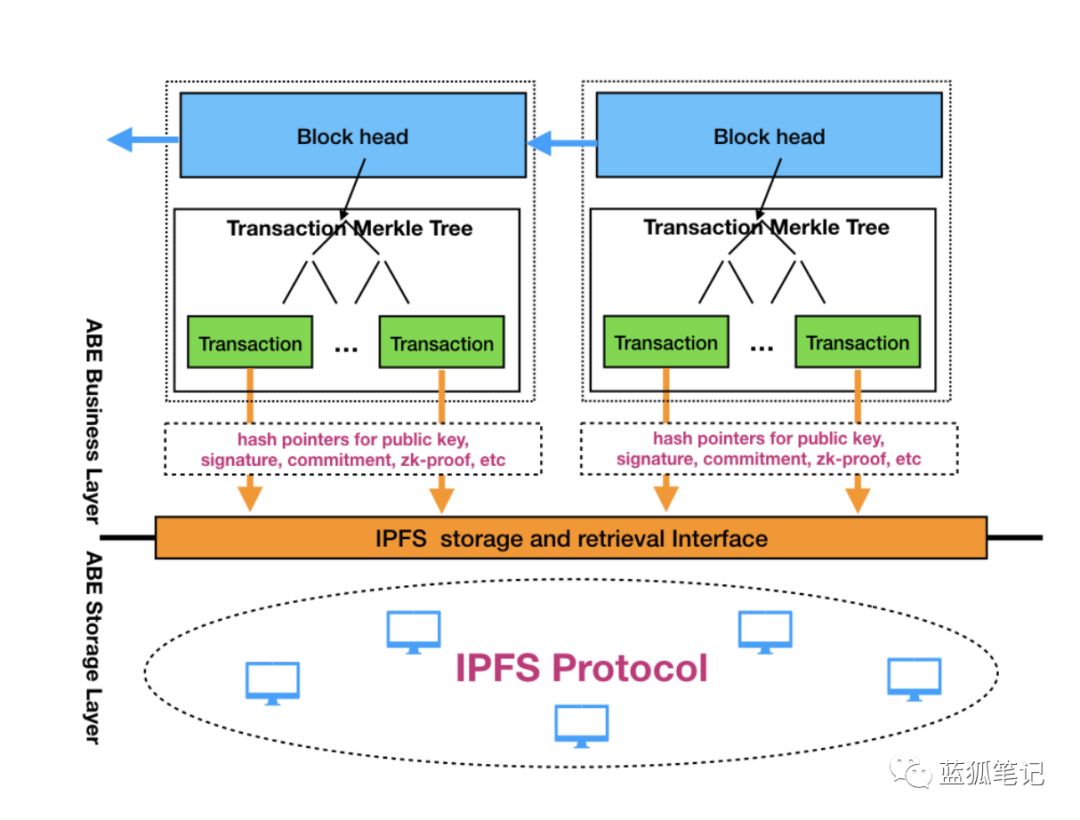 Block head
Block head
Transaction Merkle Tree
Transaction Merkle Tree
Transaction
...
Transaction
Transaction
...
Transaction
ABE Business Layer
hash pointers for public key,
signature, commitment, zk-proof, etc
hash pointers for public key,
signature, commitment, zk-proof, etc
IPFS storage and retrieval Interface
ABE Storage Layer
IPFS Protocol
蓝狐笔记